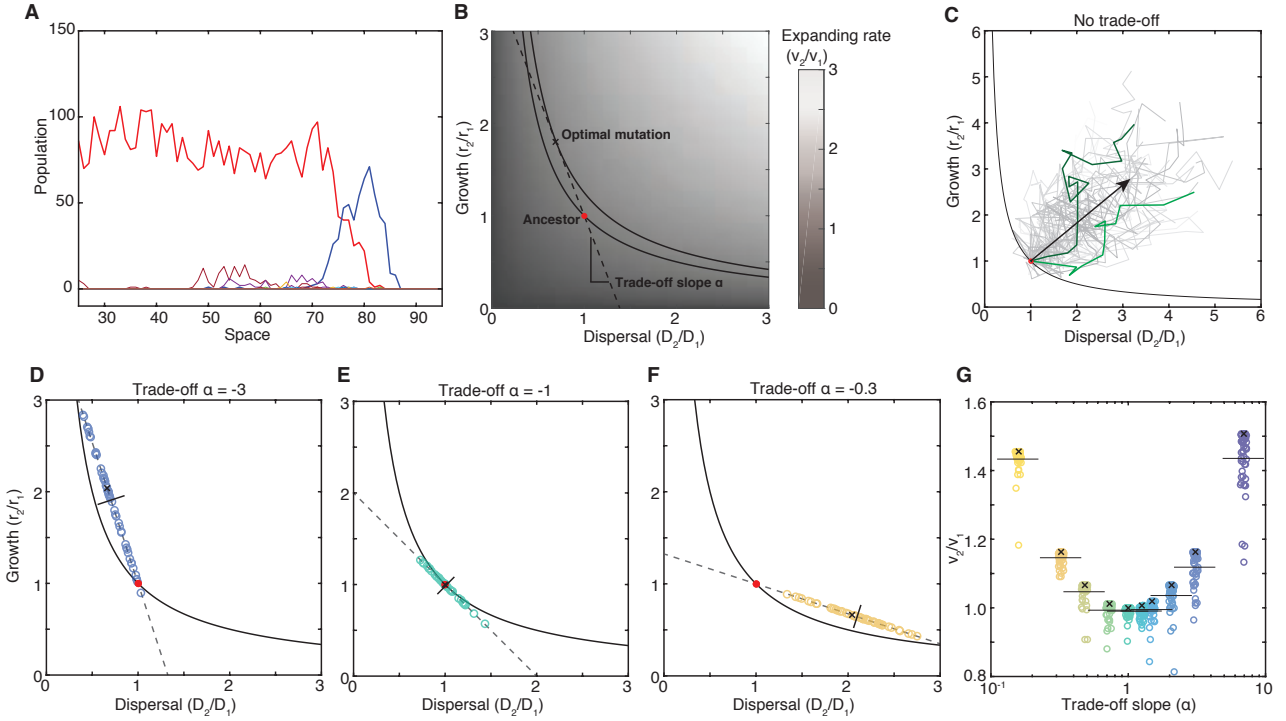 A
150
100
50
0
Population
30
40
50
60
70
80
90
Space
B
3
2
1
0
Growth (r2/r1)
Optimal mutation
Ancestor
Trade-off slope α
0
1
2
3
Dispersal (D2/D1)
Expanding rate
(v2/v1)
3
2
1
0
C
No trade-off
6
5
4
3
2
1
0
Growth (r2/r1)
0
1
2
3
4
5
6
Dispersal (D2/D1)
D
Trade-off α = -3
3
2
1
0
Growth (r2/r1)
0
1
2
3
Dispersal (D2/D1)
E
Trade-off α = -1
3
2
1
0
0
1
2
3
Dispersal (D2/D1)
F
Trade-off α = -0.3
3
2
1
0
0
1
2
3
Dispersal (D2/D1)
G
1.6
1.4
1.2
1.0
0.8
v2/v1
10-1
1
10
Trade-off slope (α)